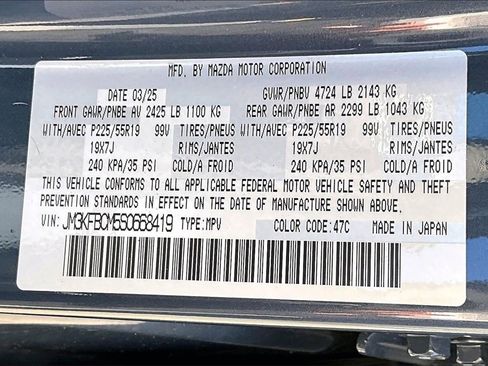 MFD. BY MAZDA MOTOR CORPORATION
DATE 03/25 GVWR/PNBV 4724 LB 2143 KG
FRONT GAWR/PNBE AV 2425 LB 1100 KG REAR GAWR/PNBE AR 2299 LB 1043 KG
WITH/AVEC P225/55R19 99V TIRES/PNEUS WITH/AVEC P225/55R19 99V TIRES/PNEUS
19X7J RIMS/JANTES 19X7J RIMS/JANTES
240 KPA/35 PSI COLD/A FROID 240 KPA/35 PSI COLD/A FROID
THIS VEHICLE CONFORMS TO ALL APPLICABLE FEDERAL MOTOR VEHICLE SAFETY AND THEFT
PREVENTION STANDARDS IN EFFECT ON THE DATE OF MANUFACTURE SHOWN ABOVE.
VIN: JM3KFBCM5S0668419 TYPE: MPV COLOR CODE: 47C MADE IN JAPAN